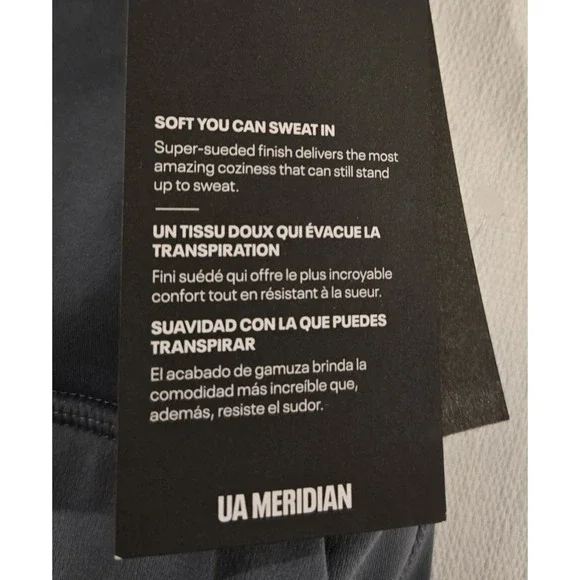 SOFT YOU CAN SWEAT IN
Super-sueded finish delivers the most
amazing coziness that can still stand
up to sweat.
UN TISSU DOUX QUI ÉVACUE LA
TRANSPIRATION
Fini suédé qui offre le plus incroyable
confort tout en résistant à la sueur.
SUAVIDAD CON LA QUE PUEDES
TRANSPIRAR
El acabado de gamuza brinda la
comodidad más increíble que,
además, resiste el sudor.
UA MERIDIAN